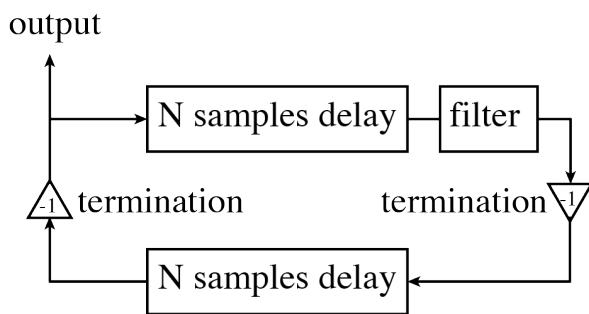 output
N samples delay
filter
-1
termination
termination
-1
N samples delay